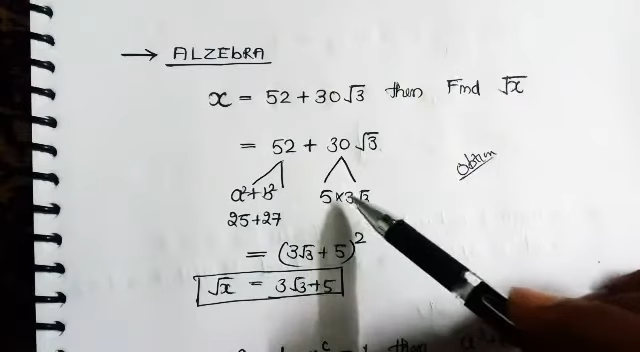 → ALZEBRA
x = 52 + 30√3 then Find √x
= 52 + 30√3
a²+b² 5×3√3
25+27
= (3√3 + 5)²
√x = 3√3+5
then